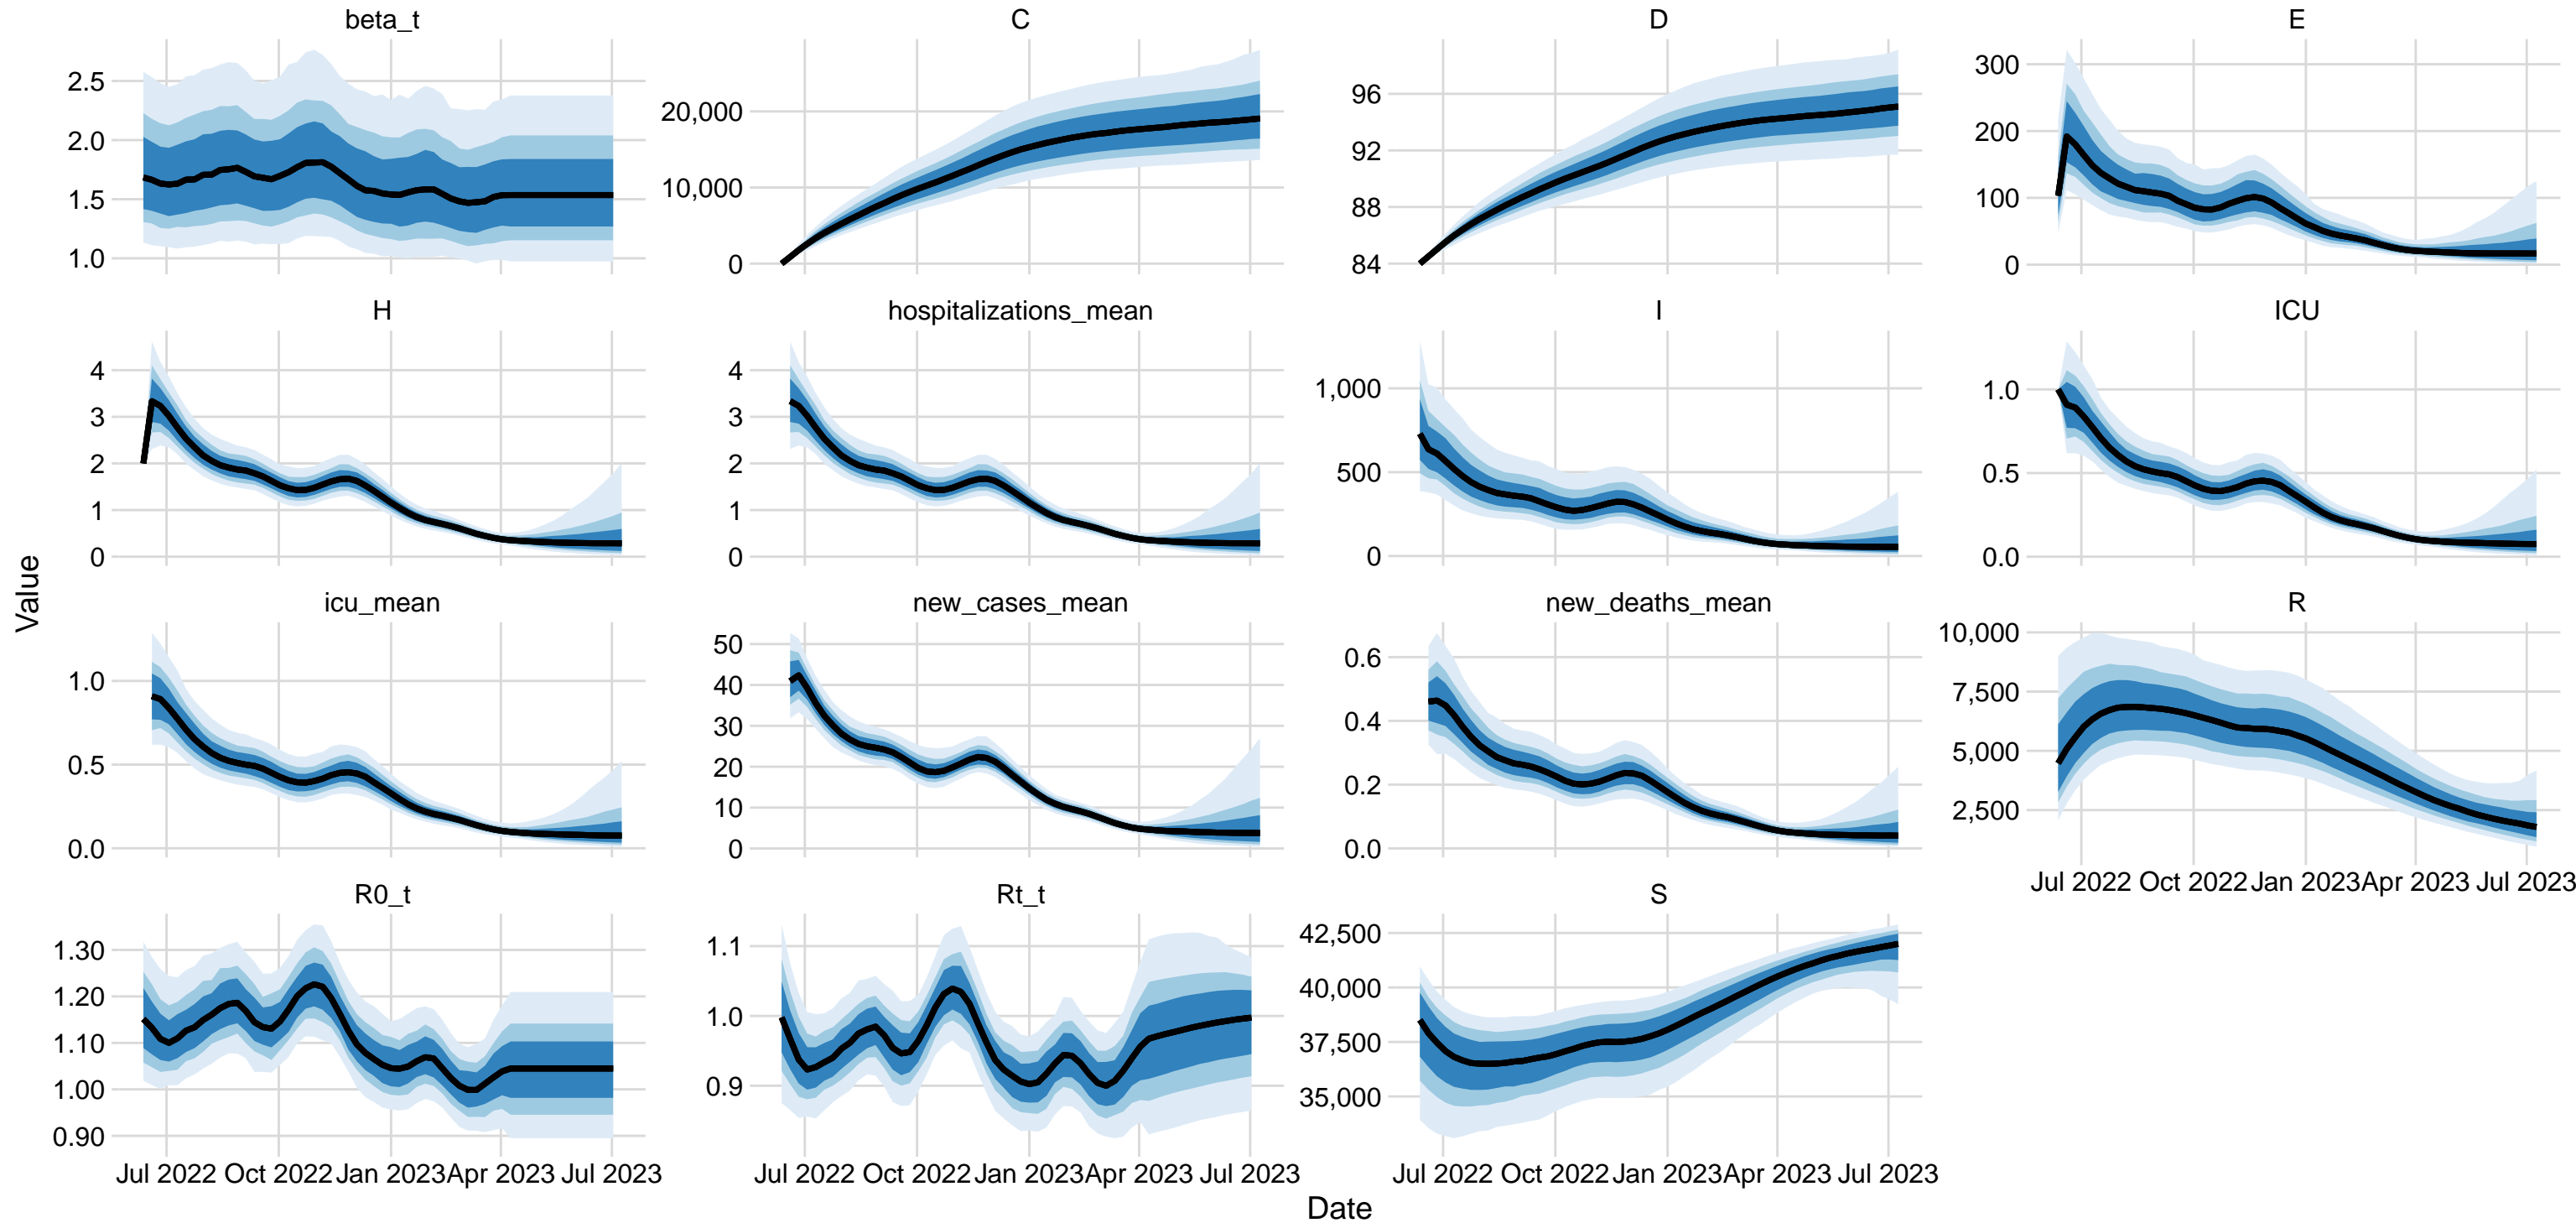 beta_t
C
D
E
2.5
2.0
1.5
1.0
20,000
10,000
0
96
92
88
84
300
200
100
0
H
hospitalizations_mean
I
ICU
4
3
2
1
0
4
3
2
1
0
1,000
500
0
1.0
0.5
0.0
Value
icu_mean
new_cases_mean
new_deaths_mean
R
1.0
0.5
0.0
50
40
30
20
10
0
0.6
0.4
0.2
0.0
10,000
7,500
5,000
2,500
Jul 2022 Oct 2022 Jan 2023 Apr 2023 Jul 2023
R0_t
Rt_t
S
1.30
1.20
1.10
1.00
0.90
1.1
1.0
0.9
42,500
40,000
37,500
35,000
Jul 2022 Oct 2022 Jan 2023 Apr 2023 Jul 2023
Jul 2022 Oct 2022 Jan 2023 Apr 2023 Jul 2023
Jul 2022 Oct 2022 Jan 2023 Apr 2023 Jul 2023
Date